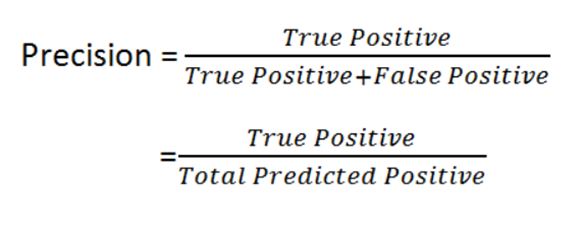 True Positive
Precision =
True Positive+False Positive
True Positive
=
Total Predicted Positive